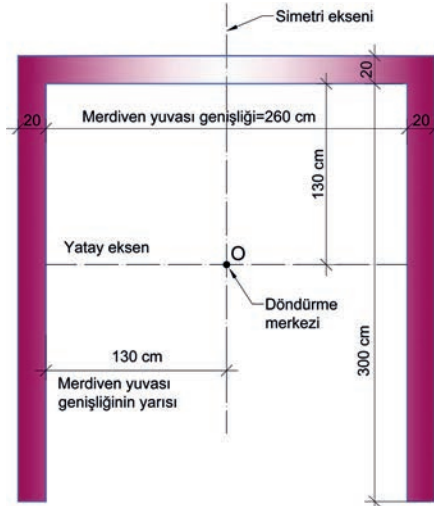 Simetri ekseni
20
20
Merdiven yuvası genişliği=260 cm
20
130 cm
Yatay eksen
O
Döndürme
merkezi
130 cm
Merdiven yuvası
genişliğinin yarısı
300 cm